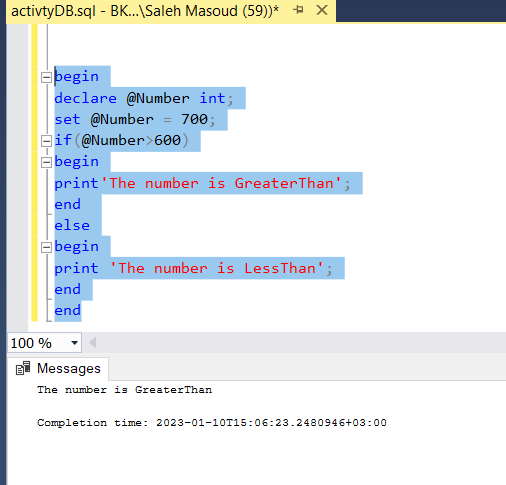 activtyDB.sql - BK...\Saleh Masoud (59))*
begin
declare @Number int;
set @Number = 700;
if(@Number>600)
begin
print'The number is GreaterThan';
end
else
begin
print 'The number is LessThan';
end
end
100 %
Messages
The number is GreaterThan
Completion time: 2023-01-10T15:06:23.2480946+03:00